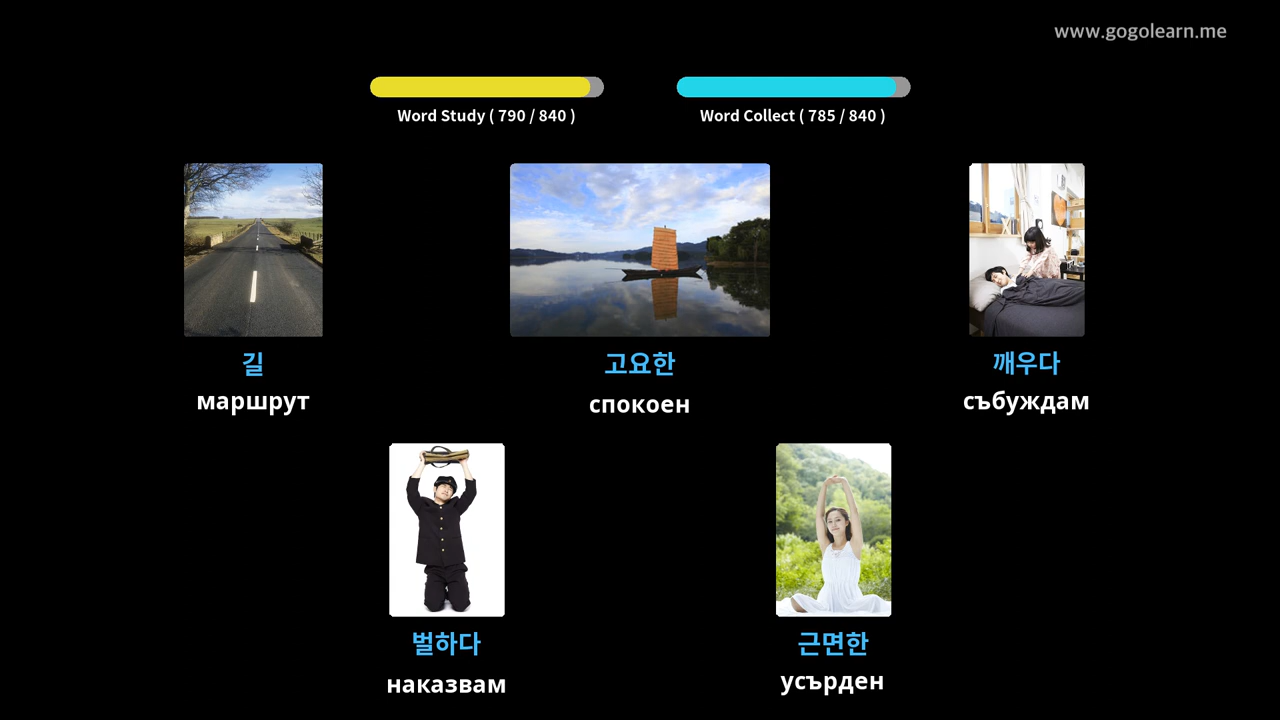 www.gogolearn.me
Word Study ( 790 / 840 )
Word Collect ( 785 / 840 )
길
маршрут
고요한
спокоен
깨우다
събуждам
벌하다
наказвам
근면한
усърден